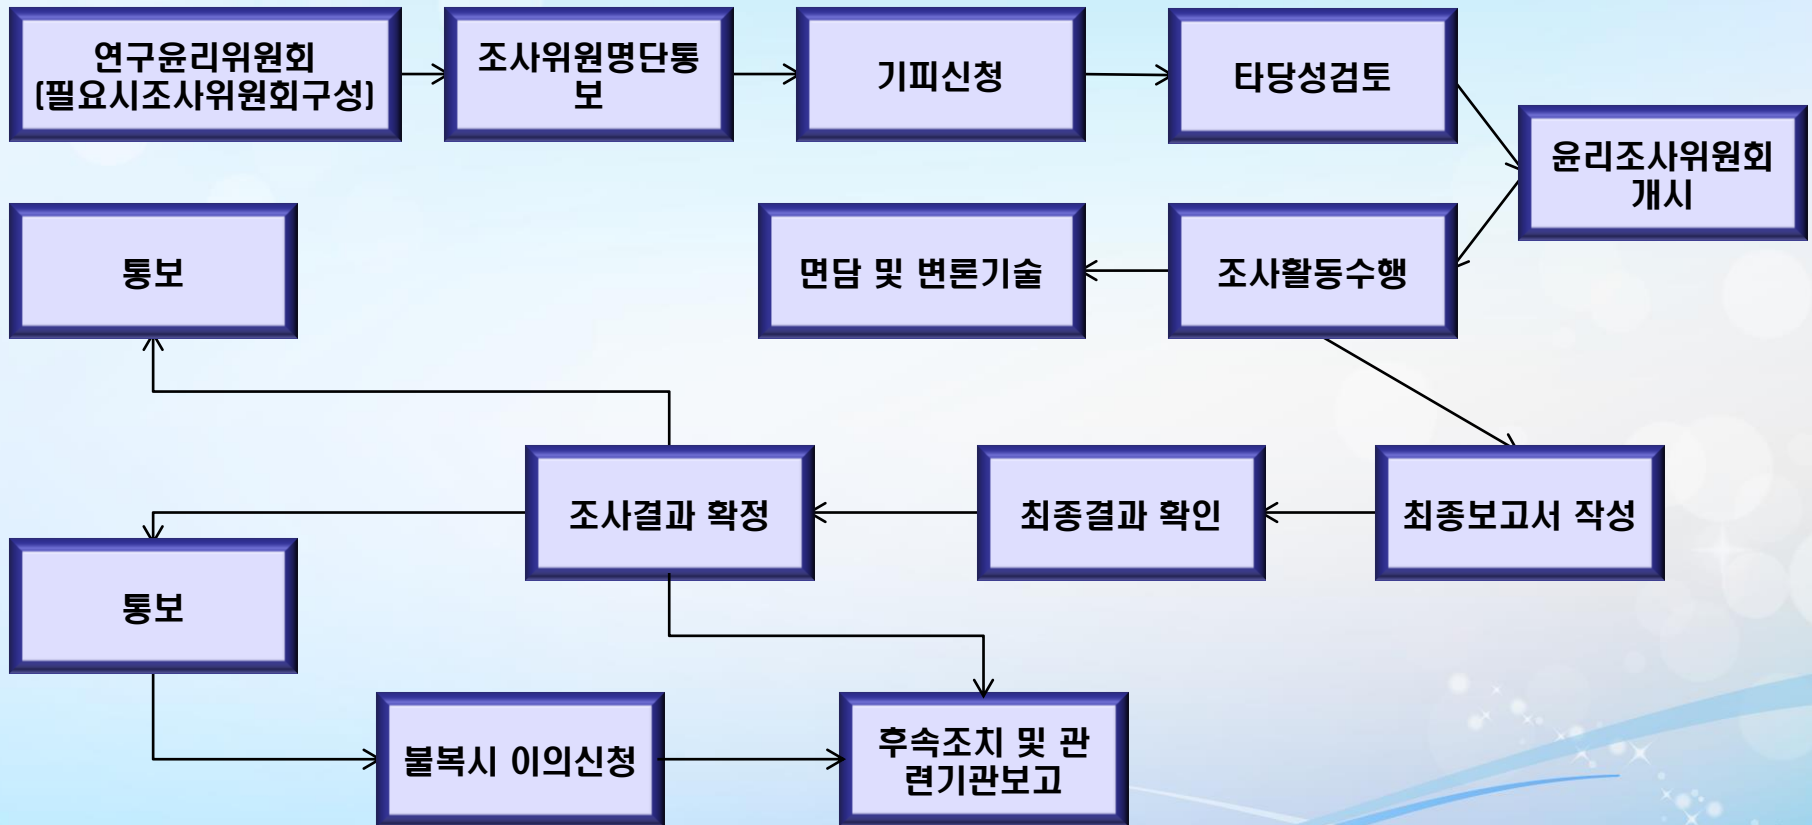 연구윤리위원회
(필요시조사위원회구성)
조사위원명단통
보
기피신청
타당성검토
윤리조사위원회
개시
통보
면담 및 변론기술
조사활동수행
조사결과 확정
최종결과 확인
최종보고서 작성
통보
불복시 이의신청
후속조치 및 관
련기관보고